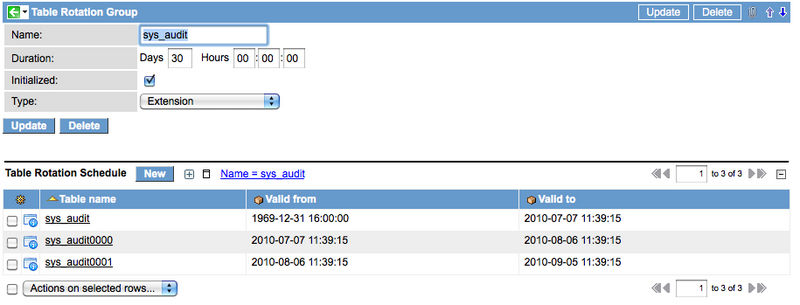 Table Rotation Group Update Delete
Name: sys_audit
Duration: Days 30 Hours 00 : 00 : 00
Initialized:
Type: Extension
Update Delete
Table Rotation Schedule New Name = sys_audit 1 to 3 of 3
Table name Valid from Valid to
sys_audit 1969-12-31 16:00:00 2010-07-07 11:39:15
sys_audit0000 2010-07-07 11:39:15 2010-08-06 11:39:15
sys_audit0001 2010-08-06 11:39:15 2010-09-05 11:39:15
Actions on selected rows... 1 to 3 of 3